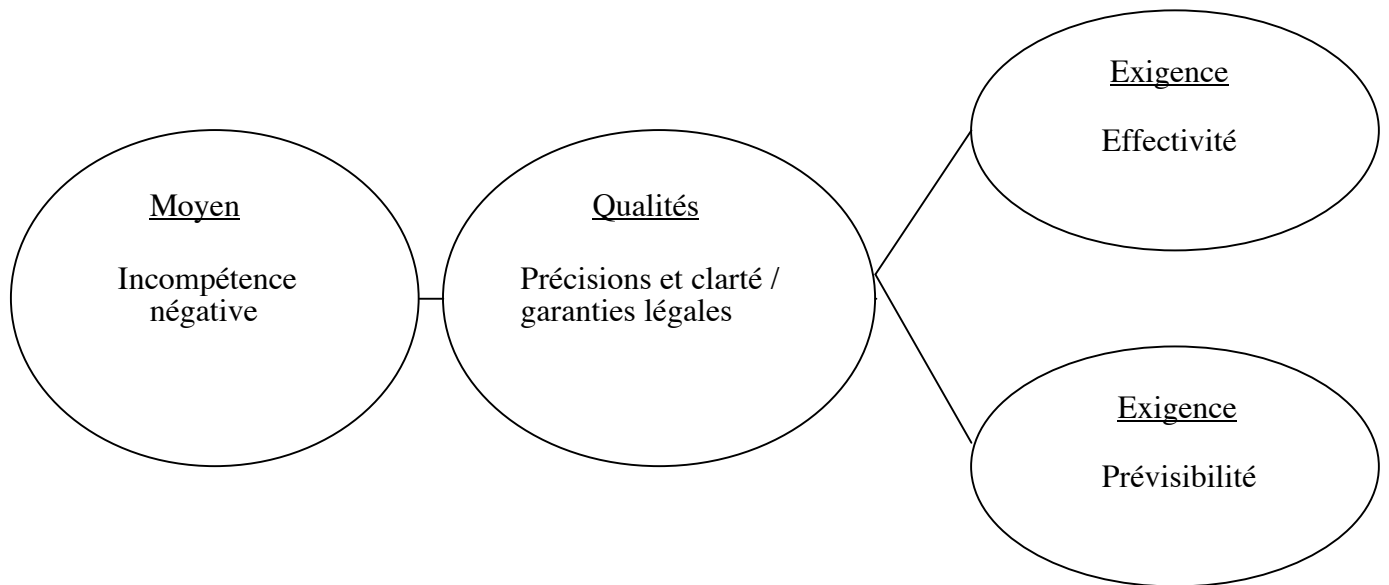 Moyen
Incompétence
négative
Qualités
Précisions et clarté /
garanties légales
Exigence
Effectivité
Exigence
Prévisibilité